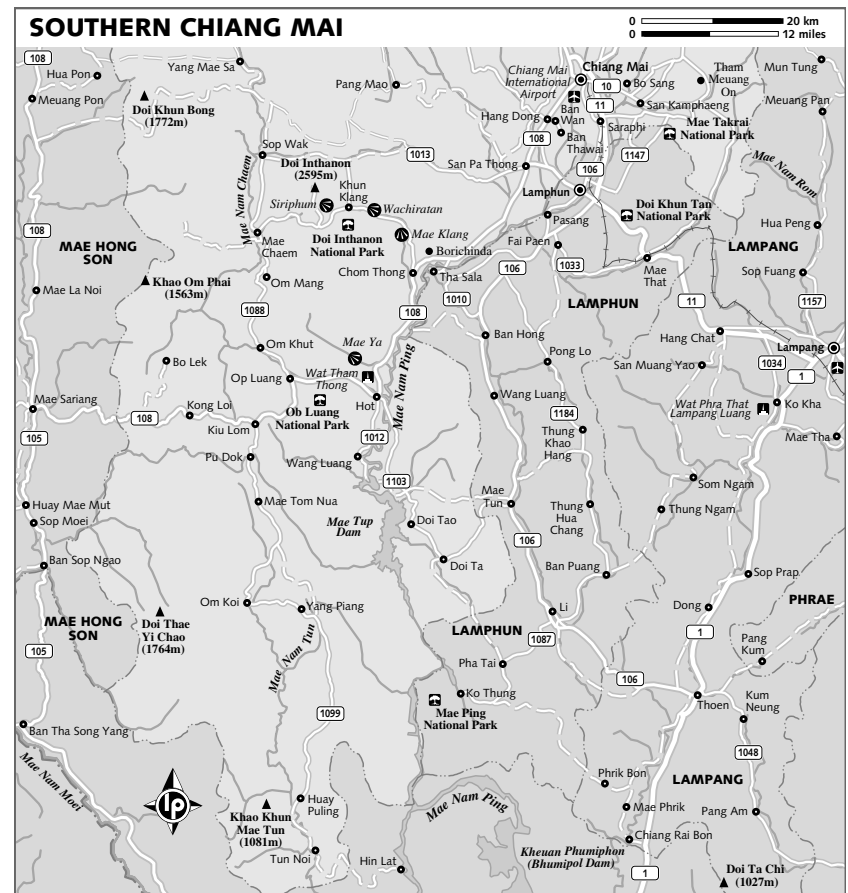 SOUTHERN CHIANG MAI
0 20 km
0 12 miles
108
Hua Pon
Yang Mae Sa
Pang Mao
Chiang Mai
International
Airport
Chiang Mai
10
Bo Sang
Tham
Meuang
On
Mun Tung
Meuang Pon
Doi Khun Bong
(1772m)
Hang Dong
Ban
Wan
11
San Kamphaeng
Meuang Pan
108
Ban
Thawai
Saraphi
Mae Takrai
National Park
Sop Wak
1013
1147
Mae Nam Chaem
Doi Inthanon
(2595m)
San Pa Thong
106
Mae Nam Rom
Khun
Klang
Lamphun
Siriphum
Wachiratan
Pasang
Doi Khun Tan
National Park
108
Mae
Chaem
Doi Inthanon
National Park
Mae Klang
Borichinda
Fai Paen
Hua Peng
MAE HONG
SON
LAMPANG
106
1033
Mae
That
Sop Fuang
Khao Om Phai
(1563m)
Om Mang
Chom Thong
Tha Sala
Mae La Noi
1010
LAMPHUN
11
1157
1088
108
Om Khut
Mae Ya
Ban Hong
Hang Chat
Lampang
Bo Lek
Wat Tham
Thong
Mae Nam Ping
Pong Lo
San Muang Yao
1034
1
Op Luang
Mae Sariang
Kong Loi
Ob Luang
National Park
Hot
Wang Luang
Wat Phra That
Lampang Luang
Ko Kha
108
Kiu Lom
1184
105
1012
Thung
Khao
Hang
Mae Tha
Pu Dok
Wang Luang
1103
Som Ngam
Huay Mae Mut
Mae Tom Nua
Mae
Tun
Thung
Hua
Chang
Thung Ngam
Sop Moei
Mae Tup
Dam
Doi Tao
106
Ban Sop Ngao
Doi Ta
Ban Puang
Sop Prap
MAE HONG
SON
Doi Thae
Yi Chao
(1764m)
Om Koi
Yang Piang
Li
Dong
PHRAE
LAMPHUN
1087
1
Pang
Kum
105
Mae Nam Tun
Pha Tai
106
Ko Thung
Thoen
Kum
Neung
1099
Mae Ping
National Park
Ban Tha Song Yang
1048
Mae Nam Moei
LP
Khao Khun
Mae Tun
(1081m)
Huay
Puling
Mae Nam Ping
Phrik Bon
LAMPANG
Mae Phrik
Pang Am
Tun Noi
Hin Lat
Kheuan Phumiphon
(Bhumipol Dam)
Chiang Rai Bon
1
Doi Ta Chi
(1027m)